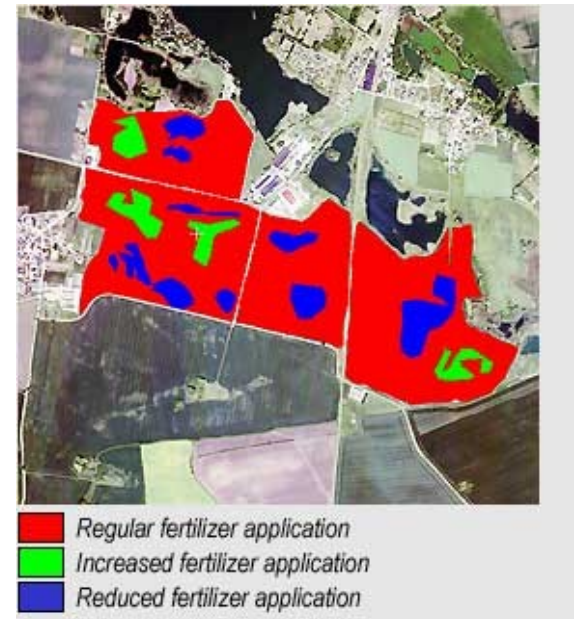 Regular fertilizer application
Increased fertilizer application
Reduced fertilizer application